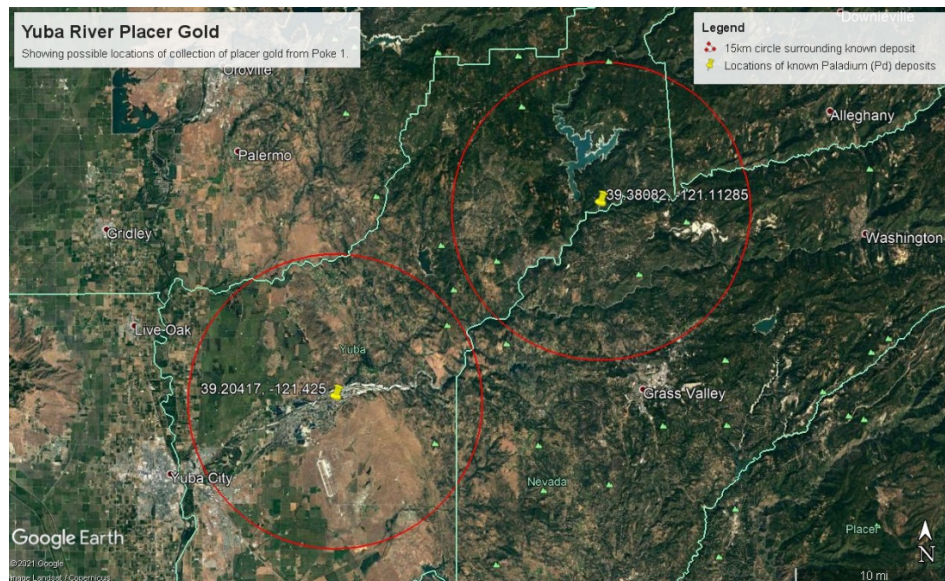 Yuba River Placer Gold
Showing possible locations of collection of placer gold from Poke 1.
Legend
15km circle surrounding known deposit
Locations of known Paladium (Pd) deposits
Downieville
Oroville
Alleghany
Palermo
39.38082, -121.11285
Gridley
Washington
Live Oak
Yuba
39.20417, -121.425
Grass Valley
Yuba City
Nevada
Placer
Google Earth
©2021 Google
Image Landsat / Copernicus
N
10 mi